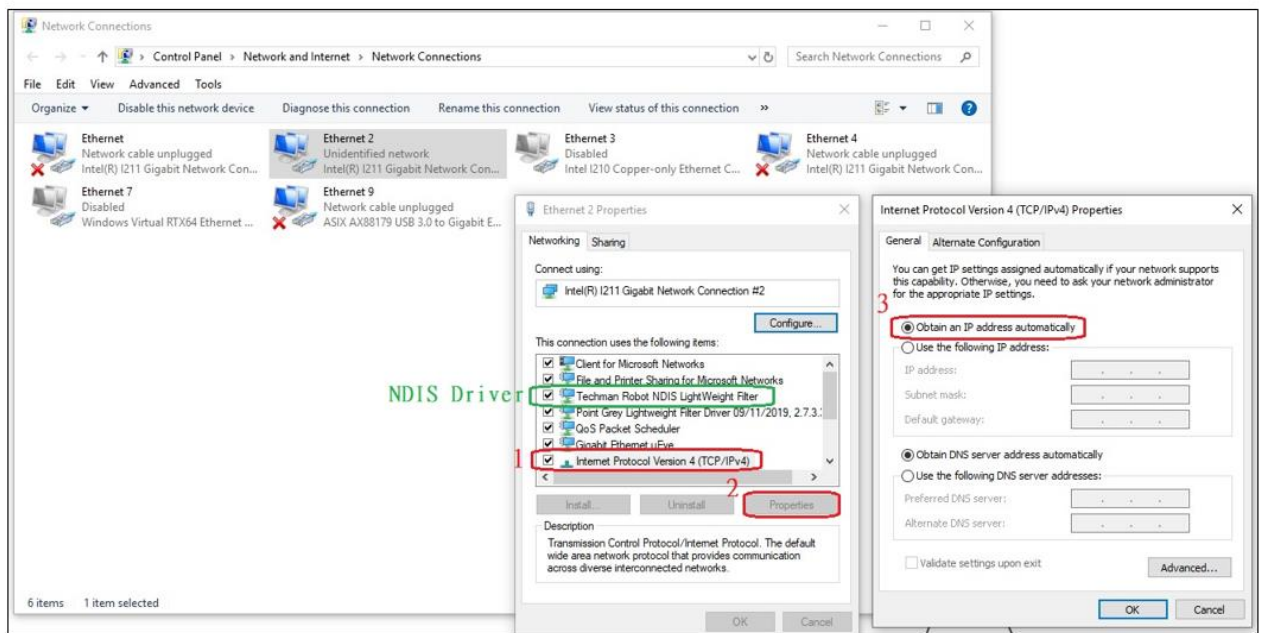 Network Connections
Control Panel > Network and Internet > Network Connections
Search Network Connections
File Edit View Advanced Tools
Organize Disable this network device Diagnose this connection Rename this connection View status of this connection »
Ethernet
Network cable unplugged
Intel(R) I211 Gigabit Network Con...
Ethernet 2
Unidentified network
Intel(R) I211 Gigabit Network Con...
Ethernet 3
Disabled
Intel I210 Copper-only Ethernet C...
Ethernet 4
Network cable unplugged
Intel(R) I211 Gigabit Network Con...
Ethernet 7
Disabled
Windows Virtual RTX64 Ethernet ...
Ethernet 9
Network cable unplugged
ASIX AX88179 USB 3.0 to Gigabit E...
6 items 1 item selected
Ethernet 2 Properties
Networking Sharing
Connect using:
Intel(R) I211 Gigabit Network Connection #2
Configure...
This connection uses the following items:
Client for Microsoft Networks
File and Printer Sharing for Microsoft Networks
NDIS Driver
Techman Robot NDIS LightWeight Filter
Point Grey Lightweight Filter Driver 09/11/2019, 2.7.3.
QoS Packet Scheduler
Gigabit Ethernet uEye
1
Internet Protocol Version 4 (TCP/IPv4)
2
Install... Uninstall Properties
Description
Transmission Control Protocol/Internet Protocol. The default
wide area network protocol that provides communication
across diverse interconnected networks.
OK Cancel
Internet Protocol Version 4 (TCP/IPv4) Properties
General Alternate Configuration
You can get IP settings assigned automatically if your network supports
this capability. Otherwise, you need to ask your network administrator
for the appropriate IP settings.
3
Obtain an IP address automatically
Use the following IP address:
IP address:
Subnet mask:
Default gateway:
Obtain DNS server address automatically
Use the following DNS server addresses:
Preferred DNS server:
Alternate DNS server:
Validate settings upon exit
Advanced...
OK Cancel